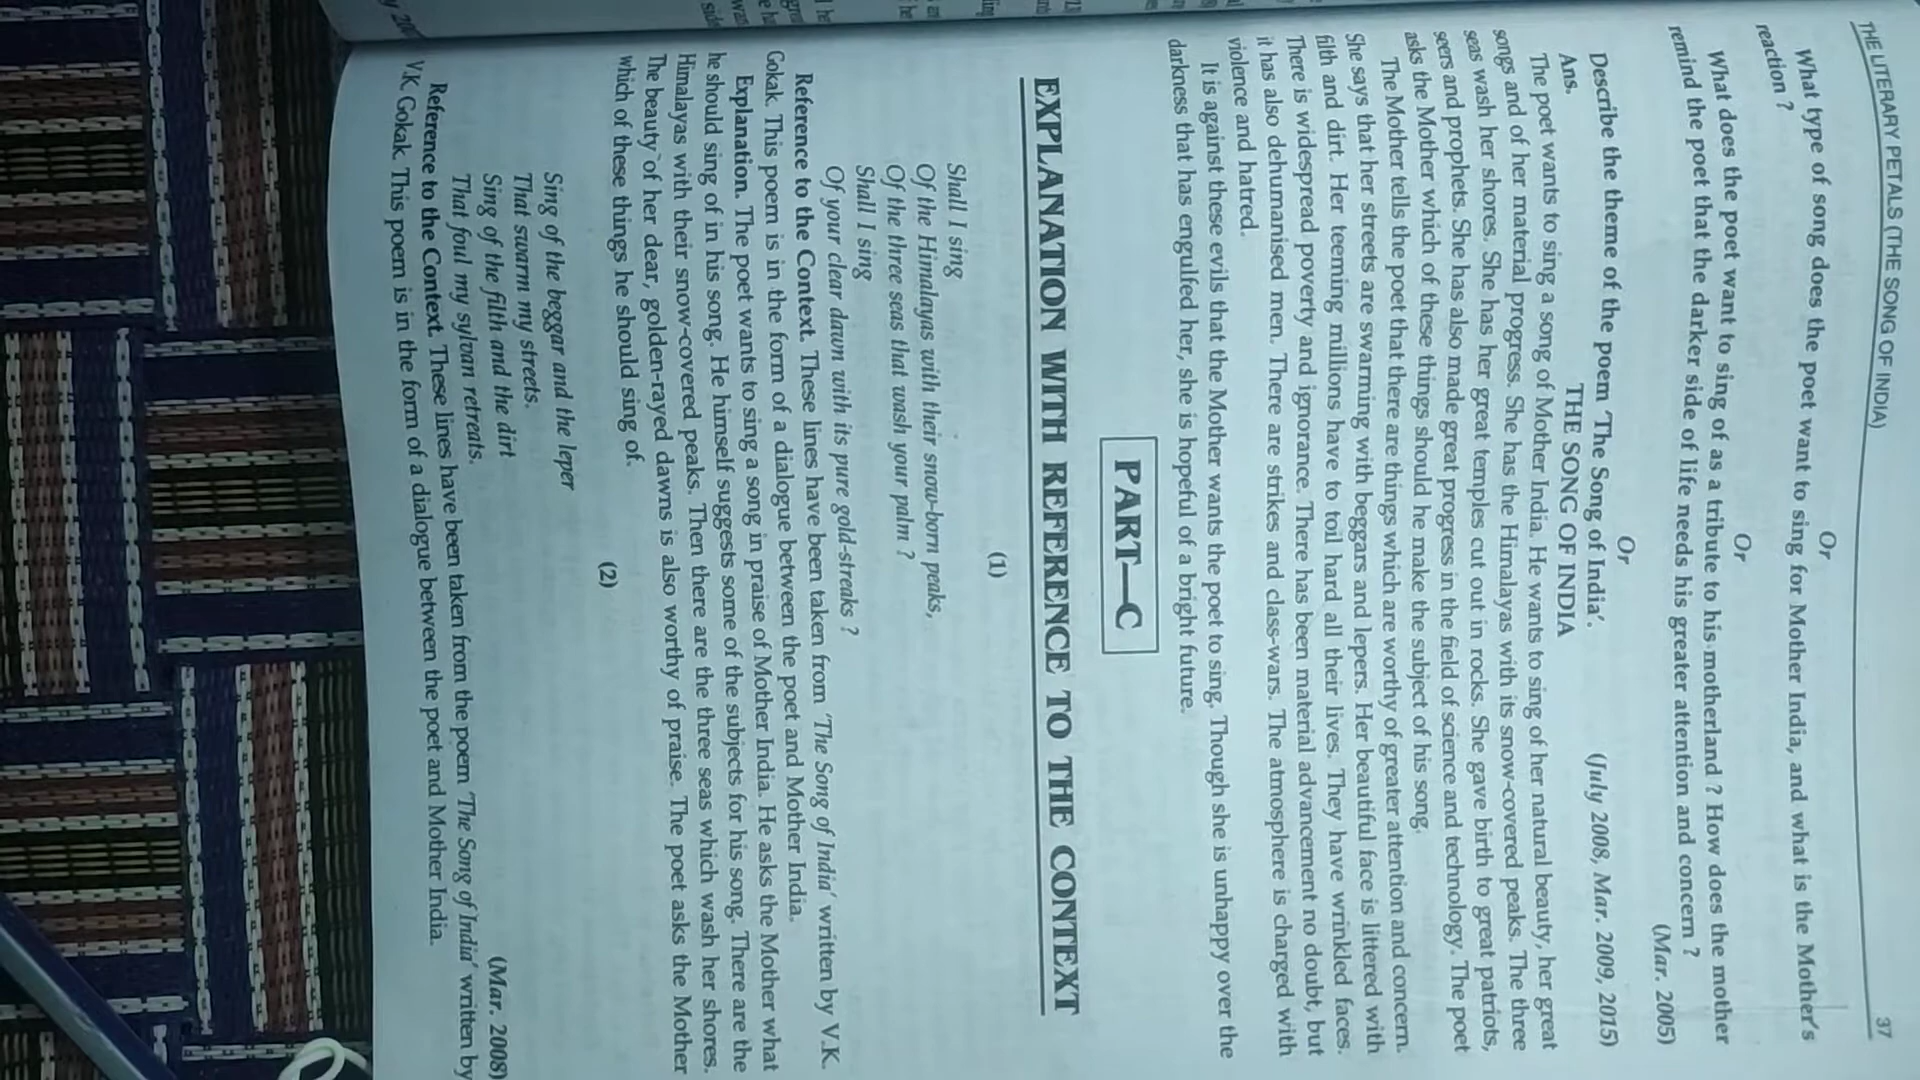 THE LITERARY PETALS (THE SONG OF INDIA) 37
Or
What type of song does the poet want to sing for Mother India, and what is the Mother's
reaction ?
Or
What does the poet want to sing of as a tribute to his motherland ? How does the mother
remind the poet that the darker side of life needs his greater attention and concern ?
(Mar. 2005)
Or
Describe the theme of the poem 'The Song of India'. (July 2008, Mar. 2009, 2015)
Ans. THE SONG OF INDIA
The poet wants to sing a song of Mother India. He wants to sing of her natural beauty, her great
songs and of her material progress. She has the Himalayas with its snow-covered peaks. The three
seas wash her shores. She has her great temples cut out in rocks. She gave birth to great patriots,
seers and prophets. She has also made great progress in the field of science and technology. The poet
asks the Mother which of these things should he make the subject of his song.
The Mother tells the poet that there are things which are worthy of greater attention and concern.
She says that her streets are swarming with beggars and lepers. Her beautiful face is littered with
filth and dirt. Her teeming millions have to toil hard all their lives. They have wrinkled faces.
There is widespread poverty and ignorance. There has been material advancement no doubt, but
it has also dehumanised men. There are strikes and class-wars. The atmosphere is charged with
violence and hatred.
It is against these evils that the Mother wants the poet to sing. Though she is unhappy over the
darkness that has engulfed her, she is hopeful of a bright future.
PART—C
EXPLANATION WITH REFERENCE TO THE CONTEXT
(1)
Shall I sing
Of the Himalayas with their snow-born peaks,
Of the three seas that wash your palm ?
Shall I sing
Of your clear dawn with its pure gold-streaks ?
Reference to the Context. These lines have been taken from 'The Song of India' written by V.K.
Gokak. This poem is in the form of a dialogue between the poet and Mother India.
Explanation. The poet wants to sing a song in praise of Mother India. He asks the Mother what
he should sing of in his song. He himself suggests some of the subjects for his song. There are the
Himalayas with their snow-covered peaks. Then there are the three seas which wash her shores.
The beauty of her dear, golden-rayed dawns is also worthy of praise. The poet asks the Mother
which of these things he should sing of.
(2)
Sing of the beggar and the leper
That swarm my streets.
Sing of the filth and the dirt
That foul my sylvan retreats. (Mar. 2008)
Reference to the Context. These lines have been taken from the poem 'The Song of India' written by
V.K. Gokak. This poem is in the form of a dialogue between the poet and Mother India.